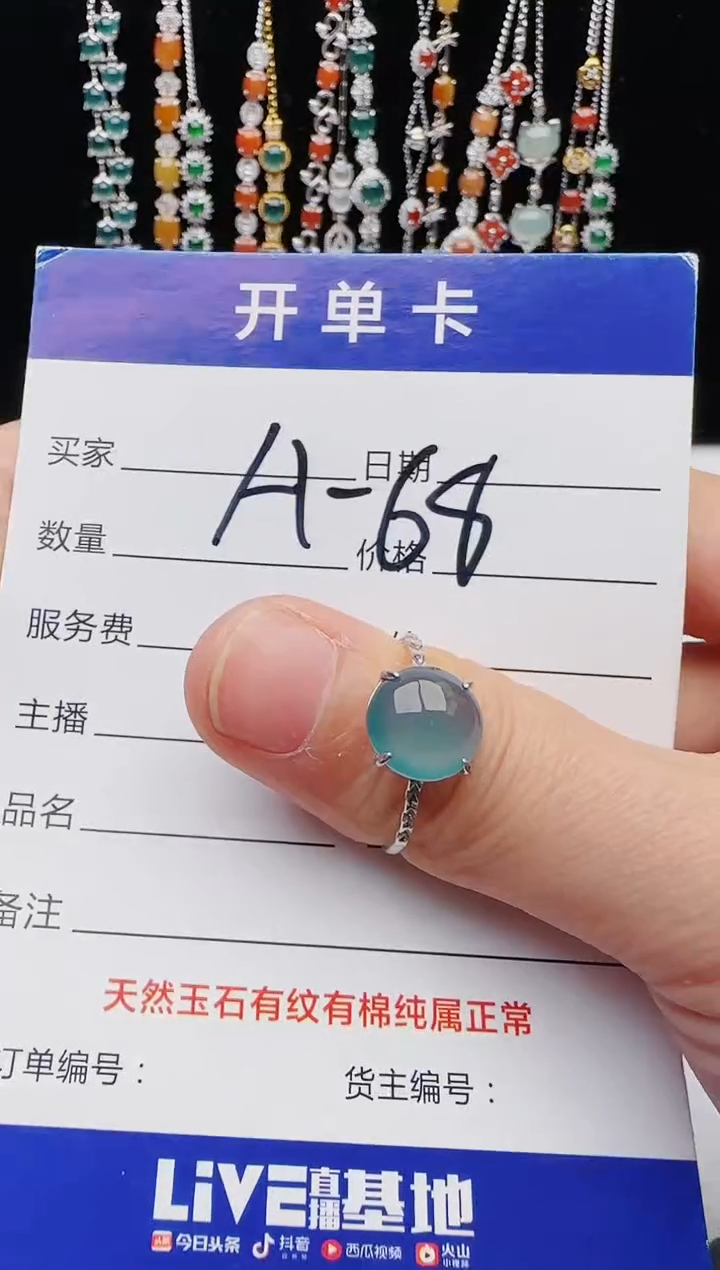 开单卡
买家 日期
A-68
数量 价格
服务费
主播
品名
备注
天然玉石有纹有棉纯属正常
订单编号： 货主编号：
LiVE直播基地
头条 今日头条 抖音 西瓜视频 火山